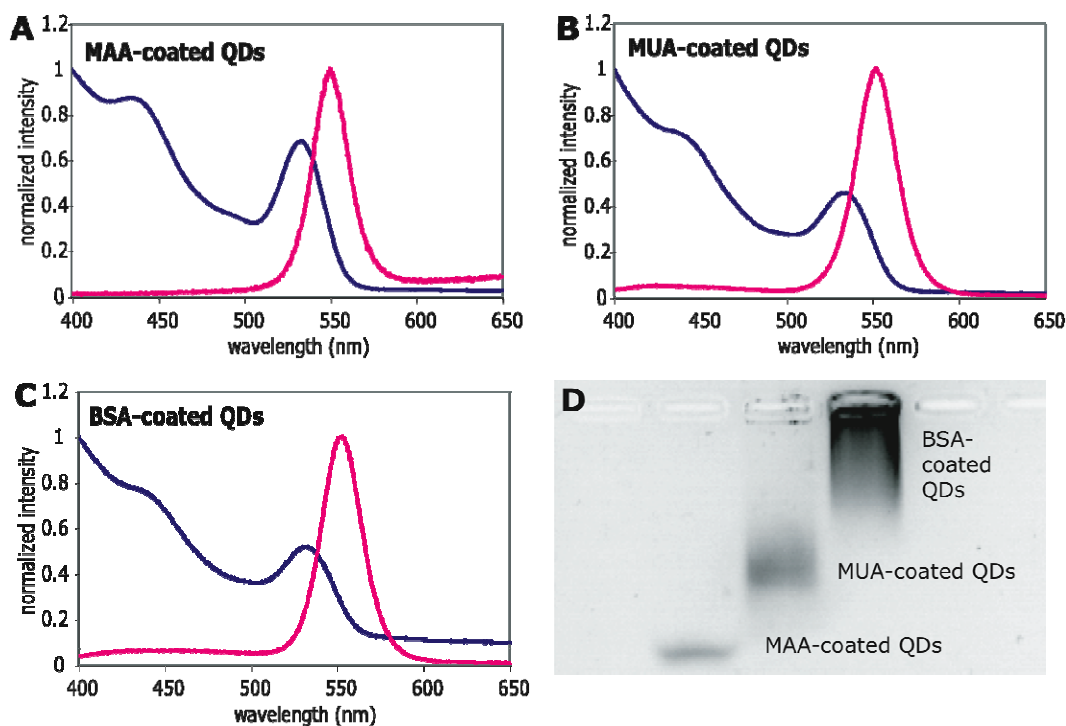 A
MAA-coated QDs
normalized intensity
1.2
1
0.8
0.6
0.4
0.2
0
400 450 500 550 600 650
wavelength (nm)
B
MUA-coated QDs
normalized intensity
1.2
1
0.8
0.6
0.4
0.2
0
400 450 500 550 600 650
wavelength (nm)
C
BSA-coated QDs
normalized intensity
1.2
1
0.8
0.6
0.4
0.2
0
400 450 500 550 600 650
wavelength (nm)
D
BSA-
coated
QDs
MUA-coated QDs
MAA-coated QDs